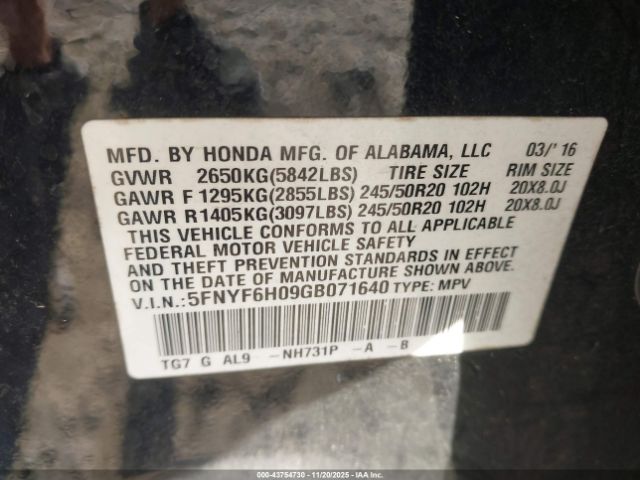 MFD. BY HONDA MFG. OF ALABAMA, LLC 03/'16
GVWR 2650KG(5842LBS) TIRE SIZE RIM SIZE
GAWR F 1295KG(2855LBS) 245/50R20 102H 20X8.0J
GAWR R 1405KG(3097LBS) 245/50R20 102H 20X8.0J
THIS VEHICLE CONFORMS TO ALL APPLICABLE
FEDERAL MOTOR VEHICLE SAFETY
AND THEFT PREVENTION STANDARDS IN EFFECT
ON THE DATE OF MANUFACTURE SHOWN ABOVE.
V.I.N.: 5FNYF6H09GB071640 TYPE: MPV
TG7 G AL9 -NH731P -A -B
000-43754730 - 11/20/2025 - IAAI.COM